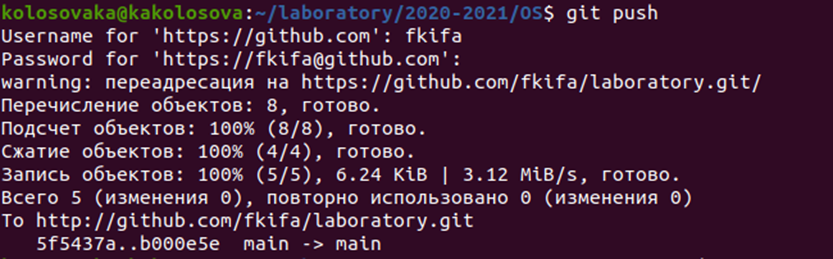 kolosovaka@kakolosova:~/laboratory/2020-2021/OS$ git push
Username for 'https://github.com': fkifa
Password for 'https://fkifa@github.com':
warning: переадресация на https://github.com/fkifa/laboratory.git/
Перечисление объектов: 8, готово.
Подсчет объектов: 100% (8/8), готово.
Сжатие объектов: 100% (4/4), готово.
Запись объектов: 100% (5/5), 6.24 KiB | 3.12 MiB/s, готово.
Всего 5 (изменения 0), повторно использовано 0 (изменения 0)
To http://github.com/fkifa/laboratory.git
   5f5437a..b000e5e  main -> main